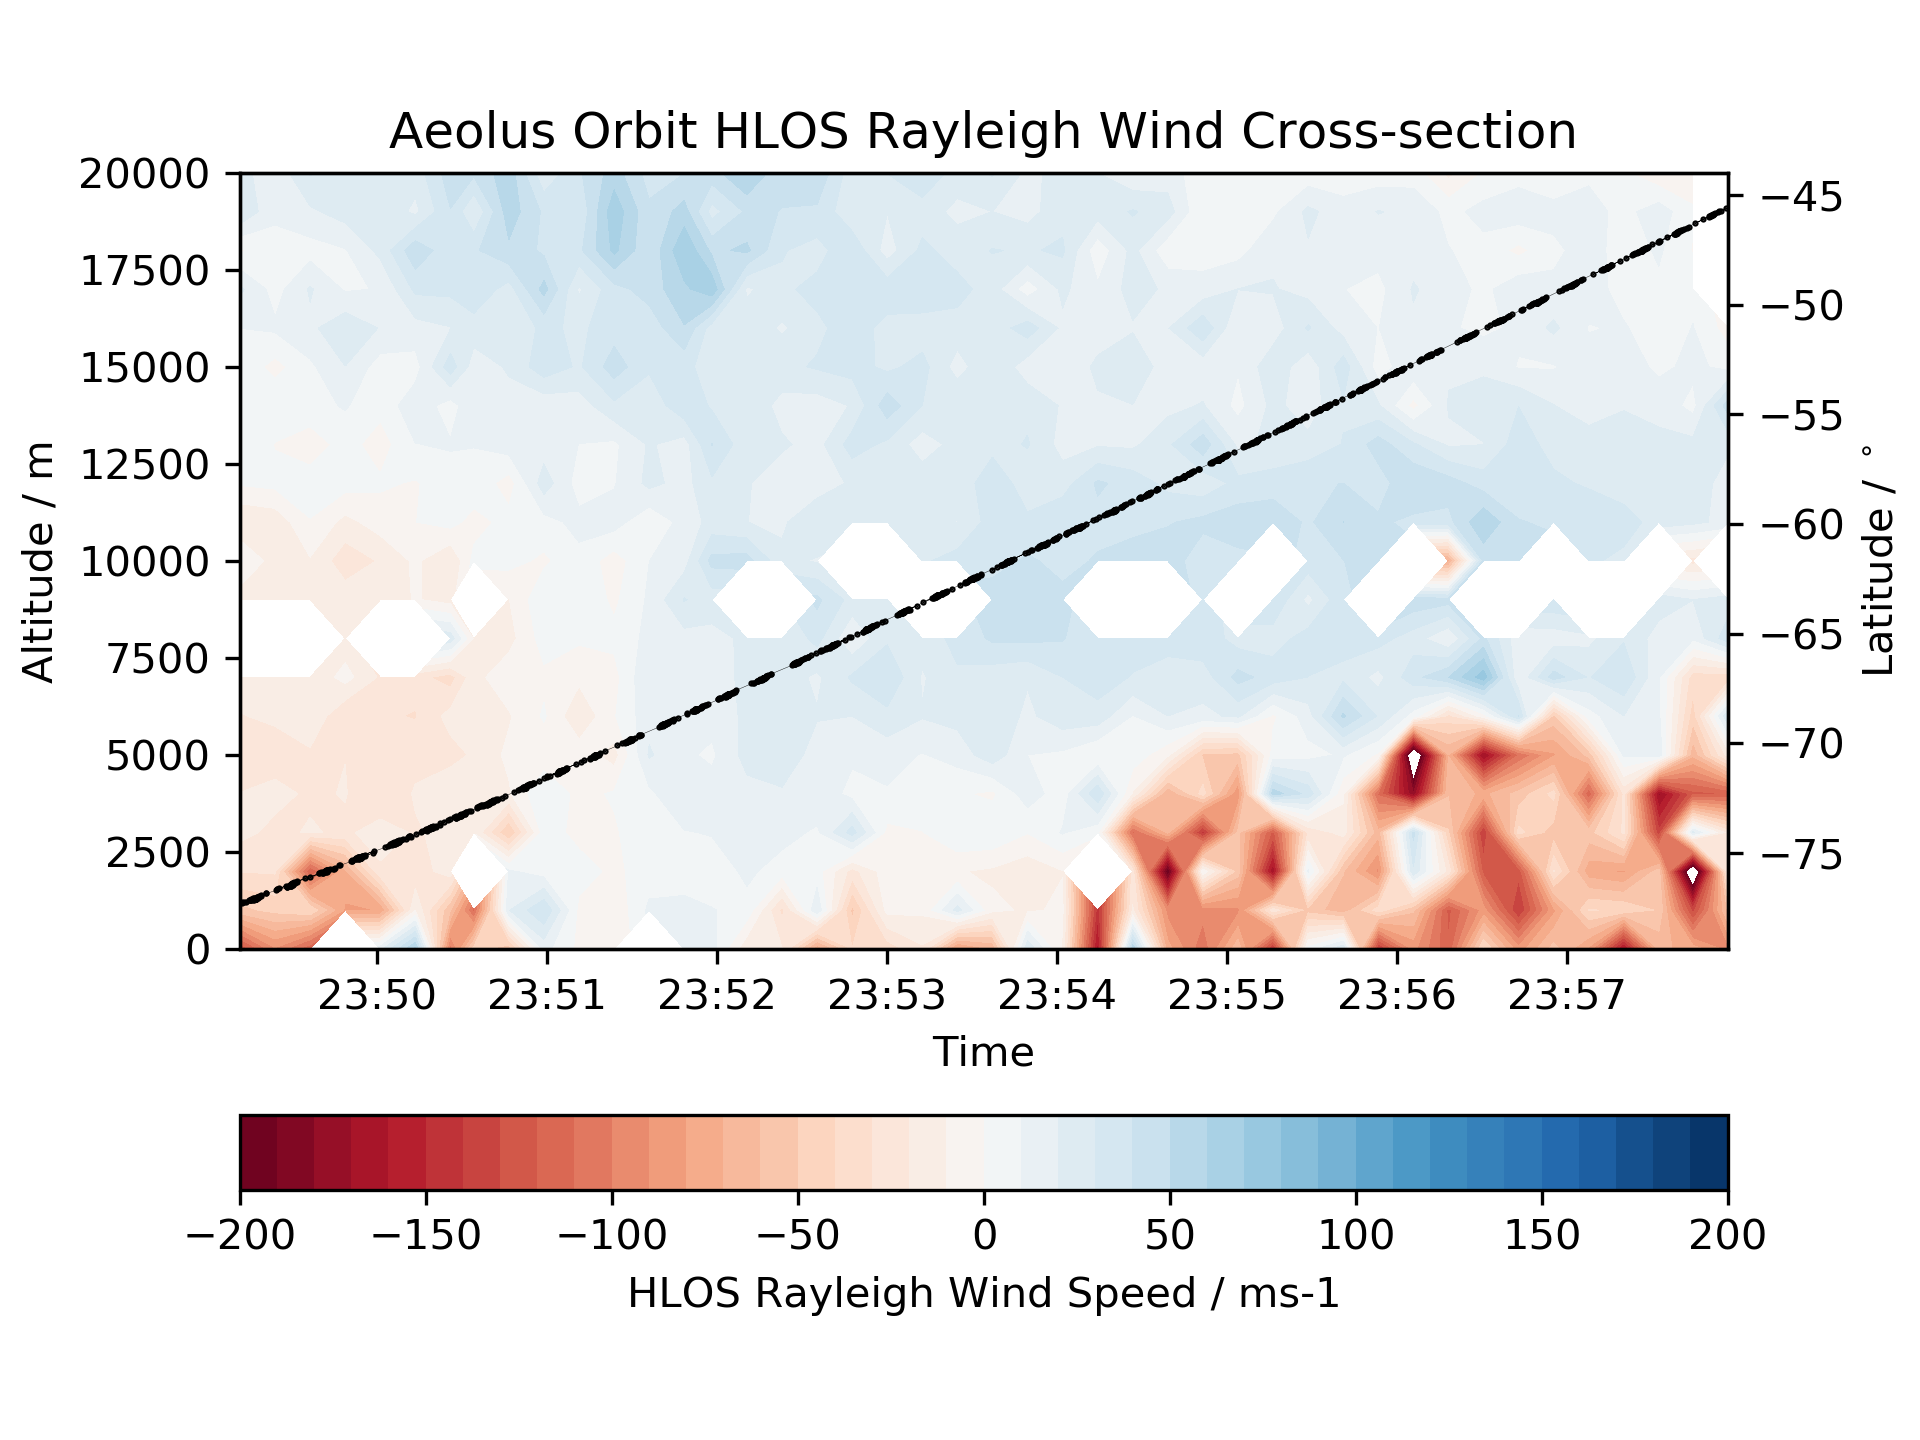 Aeolus Orbit HLOS Rayleigh Wind Cross-section
20000
17500
15000
12500
10000
7500
5000
2500
0
Altitude / m
−45
−50
−55
−60
−65
−70
−75
Latitude / °
23:50 23:51 23:52 23:53 23:54 23:55 23:56 23:57
Time
−200 −150 −100 −50 0 50 100 150 200
HLOS Rayleigh Wind Speed / ms-1